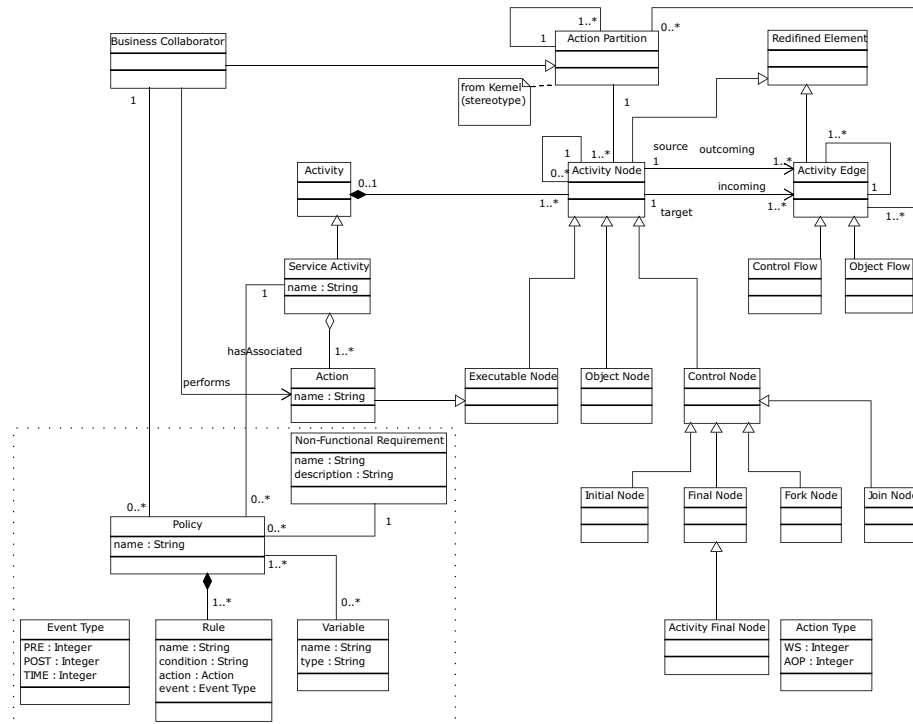 1..*
0..*
Business Collaborator
1
Action Partition
Redifined Element
from Kernel
(stereotype)
1
1
1
source
outcoming
1..*
1..*
1
1..*
Activity
0..1
0..*
Activity Node
Activity Edge
incoming
1
1..*
1
target
1..*
1..*
Service Activity
name : String
1
Control Flow
Object Flow
hasAssociated
1..*
performs
Action
name : String
Executable Node
Object Node
Control Node
Non-Functional Requirement
name : String
description : String
Initial Node
Final Node
Fork Node
Join Node
0..*
0..*
Policy
name : String
0..*
1
1..*
1..*
0..*
Event Type
PRE : Integer
POST : Integer
TIME : Integer
Rule
name : String
condition : String
action : Action
event : Event Type
Variable
name : String
type : String
Activity Final Node
Action Type
WS : Integer
AOP : Integer